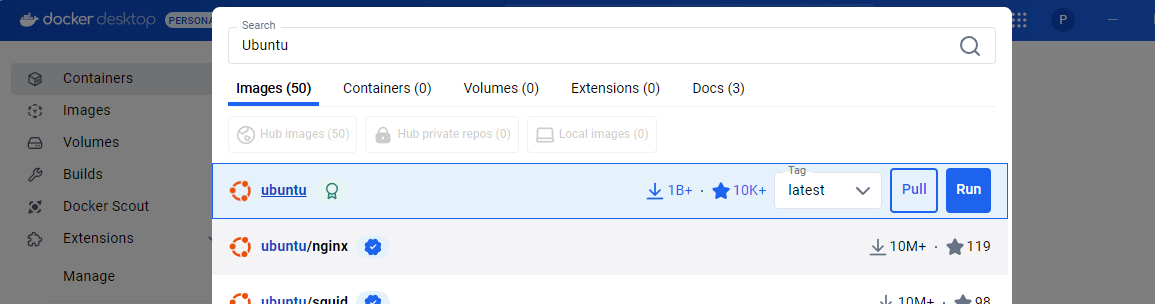 docker desktop PERSONA
P
Search
Ubuntu
Images (50) Containers (0) Volumes (0) Extensions (0) Docs (3)
Hub images (50) Hub private repos (0) Local images (0)
ubuntu 1B+ · 10K+ Tag latest Pull Run
ubuntu/nginx 10M+ · 119
ubuntu/squid 10M+ · 98
Containers
Images
Volumes
Builds
Docker Scout
Extensions
Manage